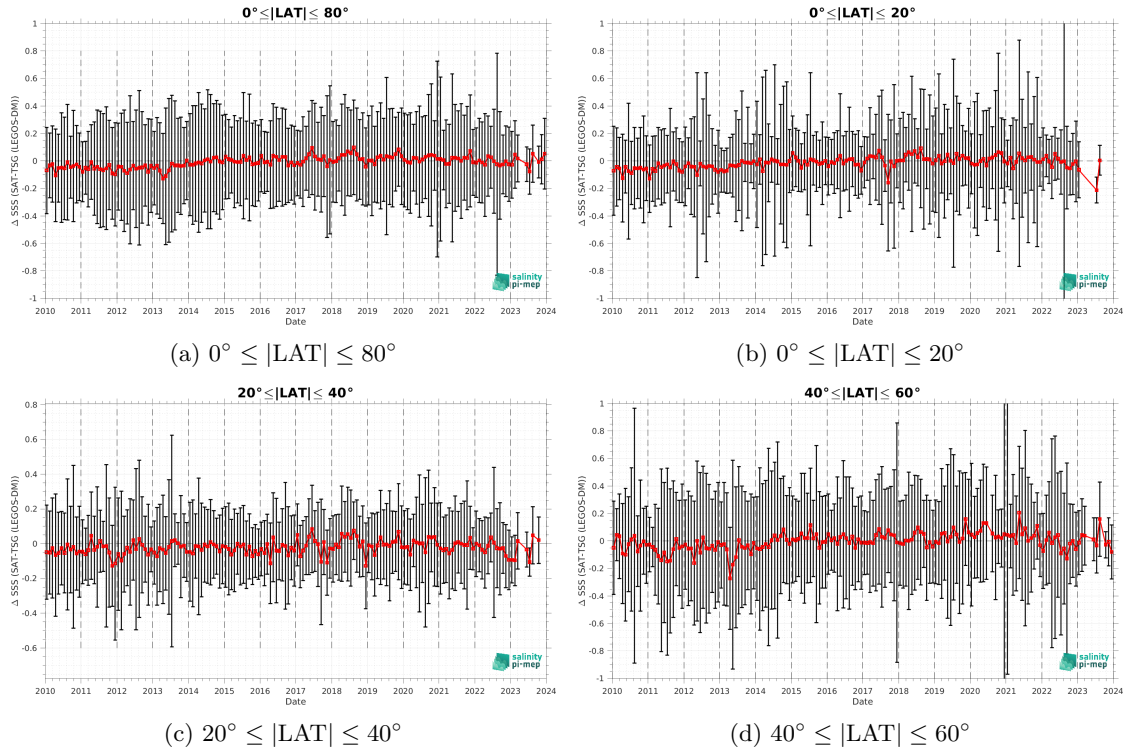 0°≤|LAT|≤ 80°
Δ SSS (SAT-TSG (LEGOS-DM))
1
0.8
0.6
0.4
0.2
0
-0.2
-0.4
-0.6
-0.8
-1
2010 2011 2012 2013 2014 2015 2016 2017 2018 2019 2020 2021 2022 2023 2024
Date
salinity
pi-mep
(a) 0° ≤ |LAT| ≤ 80°
0°≤|LAT|≤ 20°
Δ SSS (SAT-TSG (LEGOS-DM))
1
0.8
0.6
0.4
0.2
0
-0.2
-0.4
-0.6
-0.8
-1
2010 2011 2012 2013 2014 2015 2016 2017 2018 2019 2020 2021 2022 2023 2024
Date
salinity
pi-mep
(b) 0° ≤ |LAT| ≤ 20°
20°≤|LAT|≤ 40°
Δ SSS (SAT-TSG (LEGOS-DM))
0.8
0.6
0.4
0.2
0
-0.2
-0.4
-0.6
2010 2011 2012 2013 2014 2015 2016 2017 2018 2019 2020 2021 2022 2023 2024
Date
salinity
pi-mep
(c) 20° ≤ |LAT| ≤ 40°
40°≤|LAT|≤ 60°
Δ SSS (SAT-TSG (LEGOS-DM))
1
0.8
0.6
0.4
0.2
0
-0.2
-0.4
-0.6
-0.8
-1
2010 2011 2012 2013 2014 2015 2016 2017 2018 2019 2020 2021 2022 2023 2024
Date
salinity
pi-mep
(d) 40° ≤ |LAT| ≤ 60°